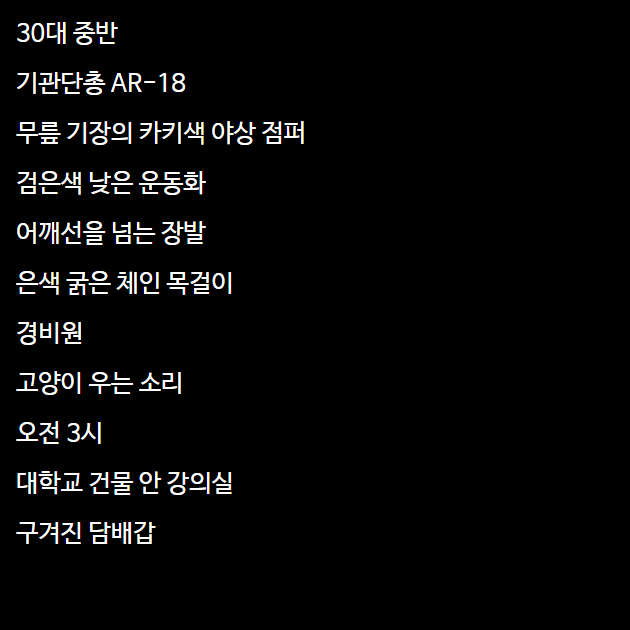 30대 중반
기관단총 AR-18
무릎 기장의 카키색 야상 점퍼
검은색 낮은 운동화
어깨선을 넘는 장발
은색 굵은 체인 목걸이
경비원
고양이 우는 소리
오전 3시
대학교 건물 안 강의실
구겨진 담배갑